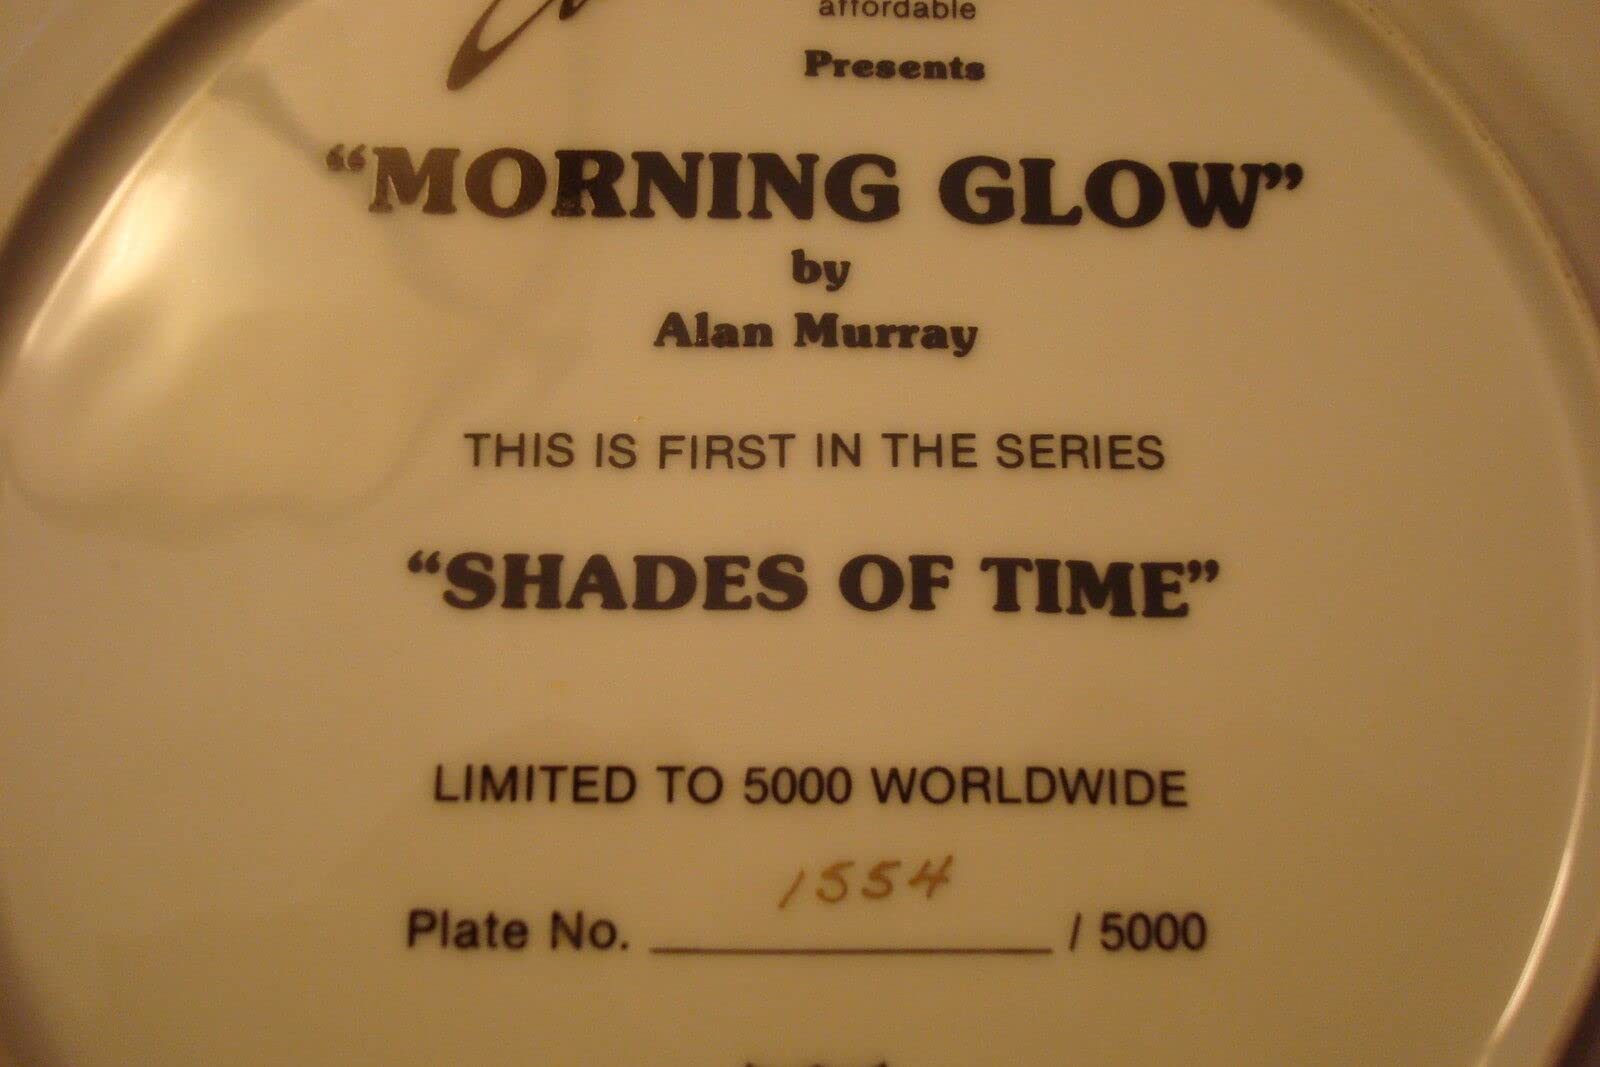 affordable
Presents
“MORNING GLOW”
by
Alan Murray
THIS IS FIRST IN THE SERIES
“SHADES OF TIME”
LIMITED TO 5000 WORLDWIDE
1554
Plate No. / 5000